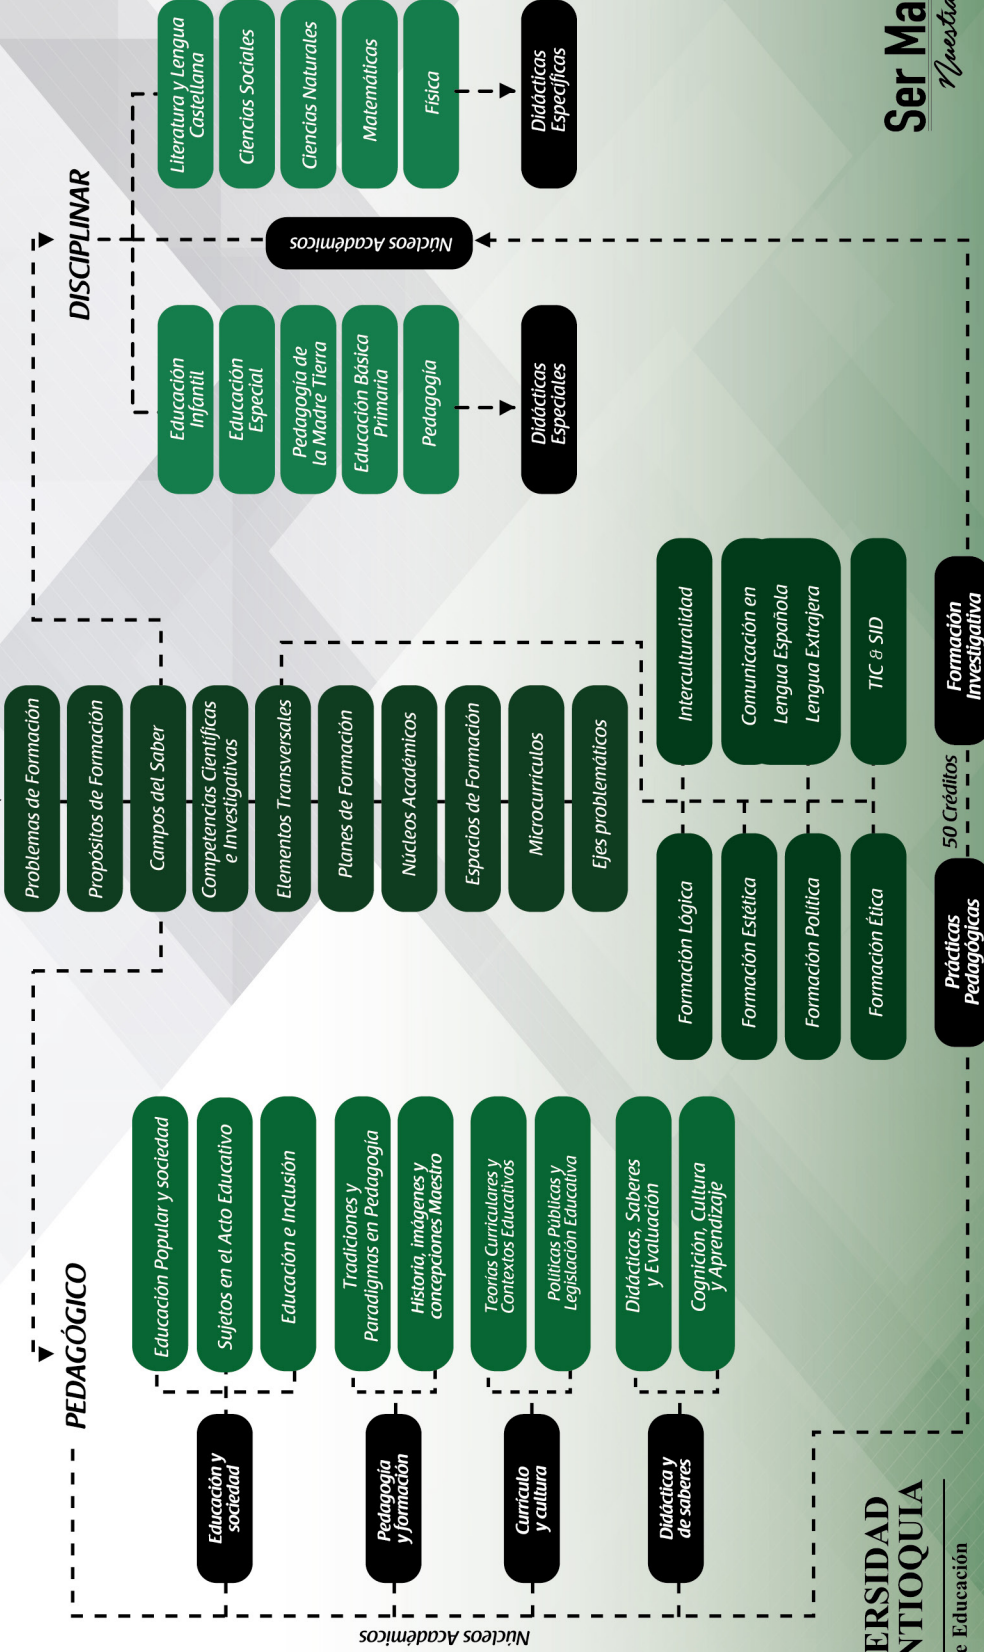 Problemas de Formación
Propósitos de Formación
Campos del Saber
Competencias Científicas
e Investigativas
Elementos Transversales
Planes de Formación
Núcleos Académicos
Espacios de Formación
Microcurrículos
Ejes problemáticos
PEDAGÓGICO
Núcleos Académicos
Educación y
sociedad
Educación Popular y sociedad
Sujetos en el Acto Educativo
Educación e Inclusión
Pedagogía
y formación
Tradiciones y
Paradigmas en Pedagogía
Historia, imágenes y
concepciones Maestro
Currículo
y cultura
Teorías Curriculares y
Contextos Educativos
Políticas Públicas y
Legislación Educativa
Didáctica y
de saberes
Didácticas, Saberes
y Evaluación
Cognición, Cultura
y Aprendizaje
DISCIPLINAR
Núcleos Académicos
Educación
Infantil
Educación
Especial
Pedagogía de
la Madre Tierra
Educación Básica
Primaria
Pedagogía
Didácticas
Especiales
Literatura y Lengua
Castellana
Ciencias Sociales
Ciencias Naturales
Matemáticas
Física
Didácticas
Específicas
Formación Lógica
Formación Estética
Formación Política
Formación Ética
Interculturalidad
Comunicación en
Lengua Española
Lengua Extrajera
TIC & SID
Prácticas
Pedagógicas
50 Créditos
Formación
Investigativa
ERSIDAD
NTIOQUIA
e Educación
Ser Ma
Nuestra